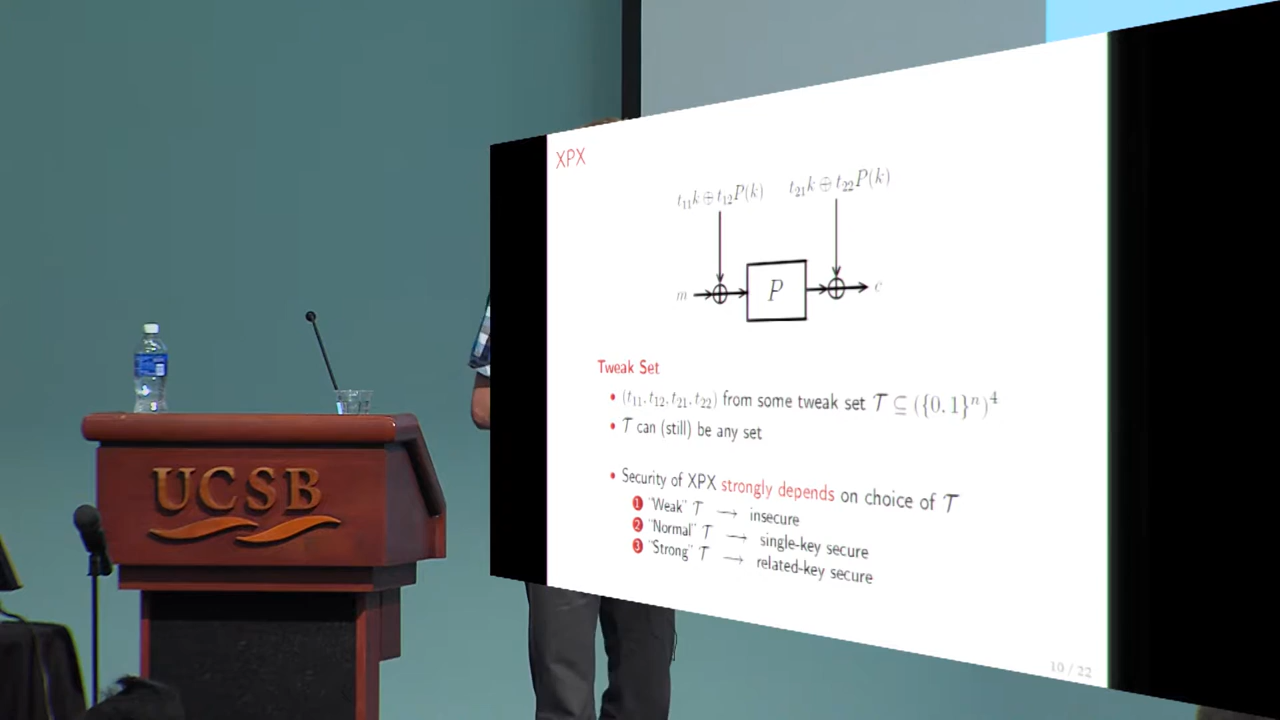 XPX
t₁₁k ⊕ t₁₂P(k) t₂₁k ⊕ t₂₂P(k)
m P c
Tweak Set
• (t₁₁, t₁₂, t₂₁, t₂₂) from some tweak set 𝒯 ⊆ ({0,1}ⁿ)⁴
• 𝒯 can (still) be any set
• Security of XPX strongly depends on choice of 𝒯
1 "Weak" 𝒯 → insecure
2 "Normal" 𝒯 → single-key secure
3 "Strong" 𝒯 → related-key secure
10 / 22
UCSB